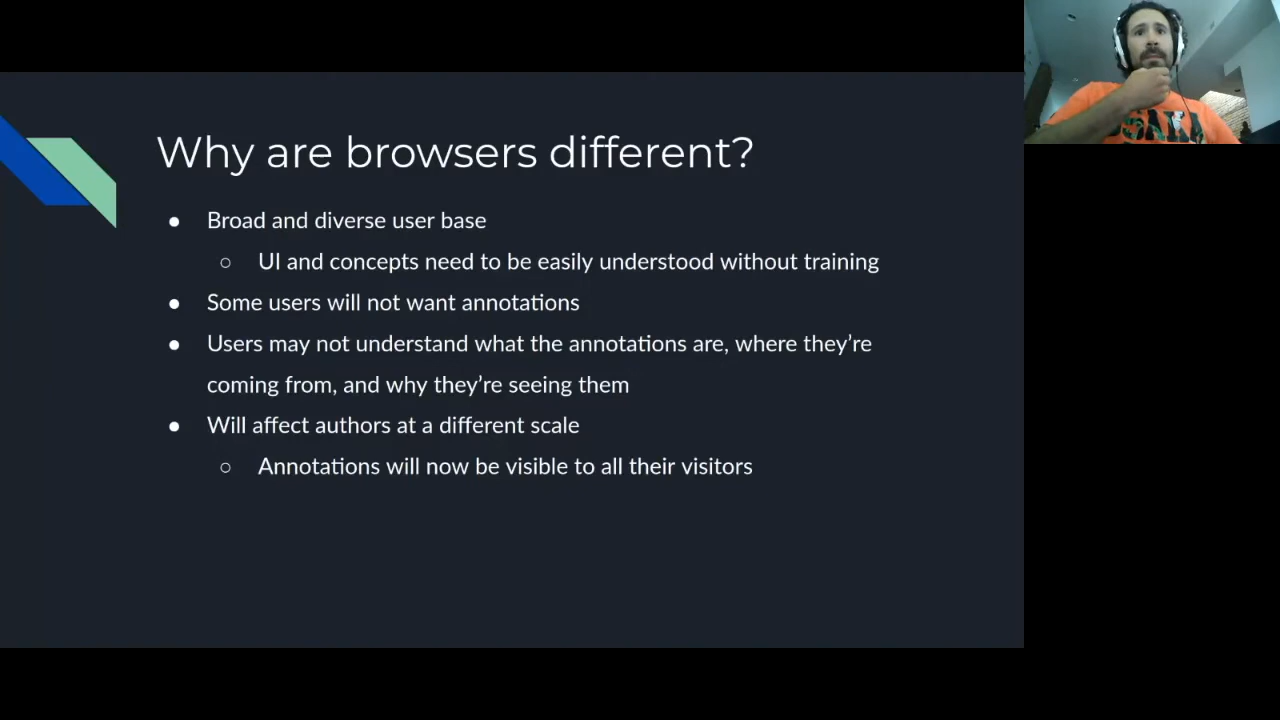 Why are browsers different?
● Broad and diverse user base
○ UI and concepts need to be easily understood without training
● Some users will not want annotations
● Users may not understand what the annotations are, where they’re
coming from, and why they’re seeing them
● Will affect authors at a different scale
○ Annotations will now be visible to all their visitors